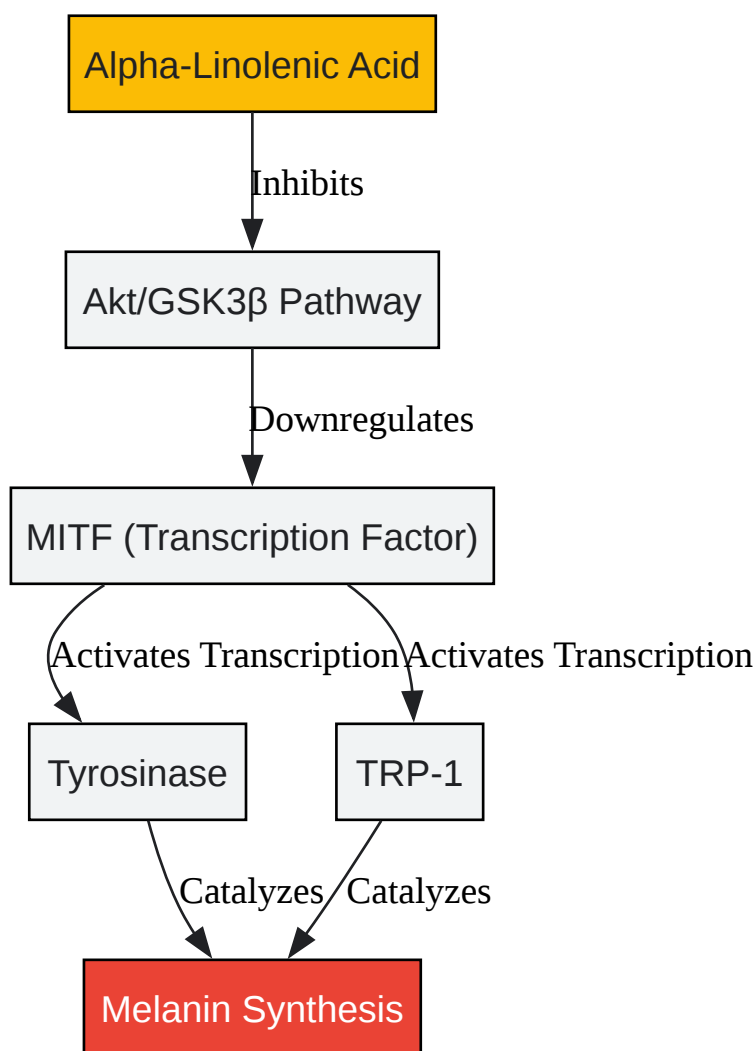 Alpha-Linolenic Acid
Inhibits
Akt/GSK3β Pathway
Downregulates
MITF (Transcription Factor)
Activates Transcription
Activates Transcription
Tyrosinase
TRP-1
Catalyzes
Catalyzes
Melanin Synthesis